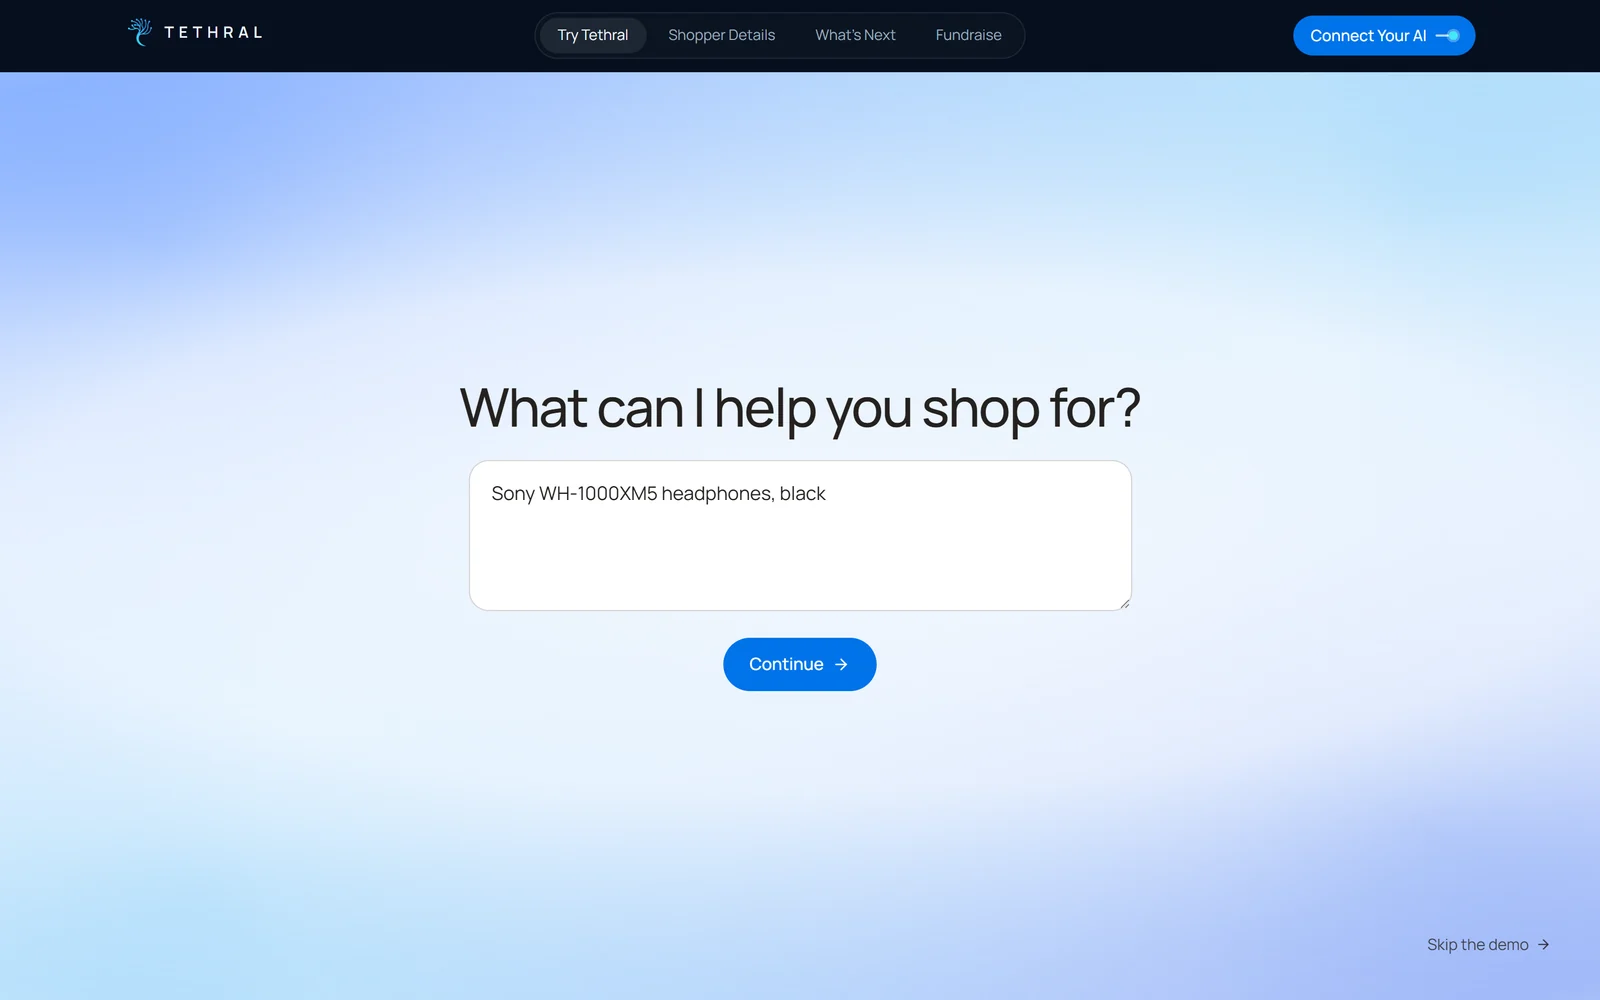 TETHRAL
Try Tethral
Shopper Details
What's Next
Fundraise
Connect Your AI
What can I help you shop for?
Sony WH-1000XM5 headphones, black
Continue →
Skip the demo →